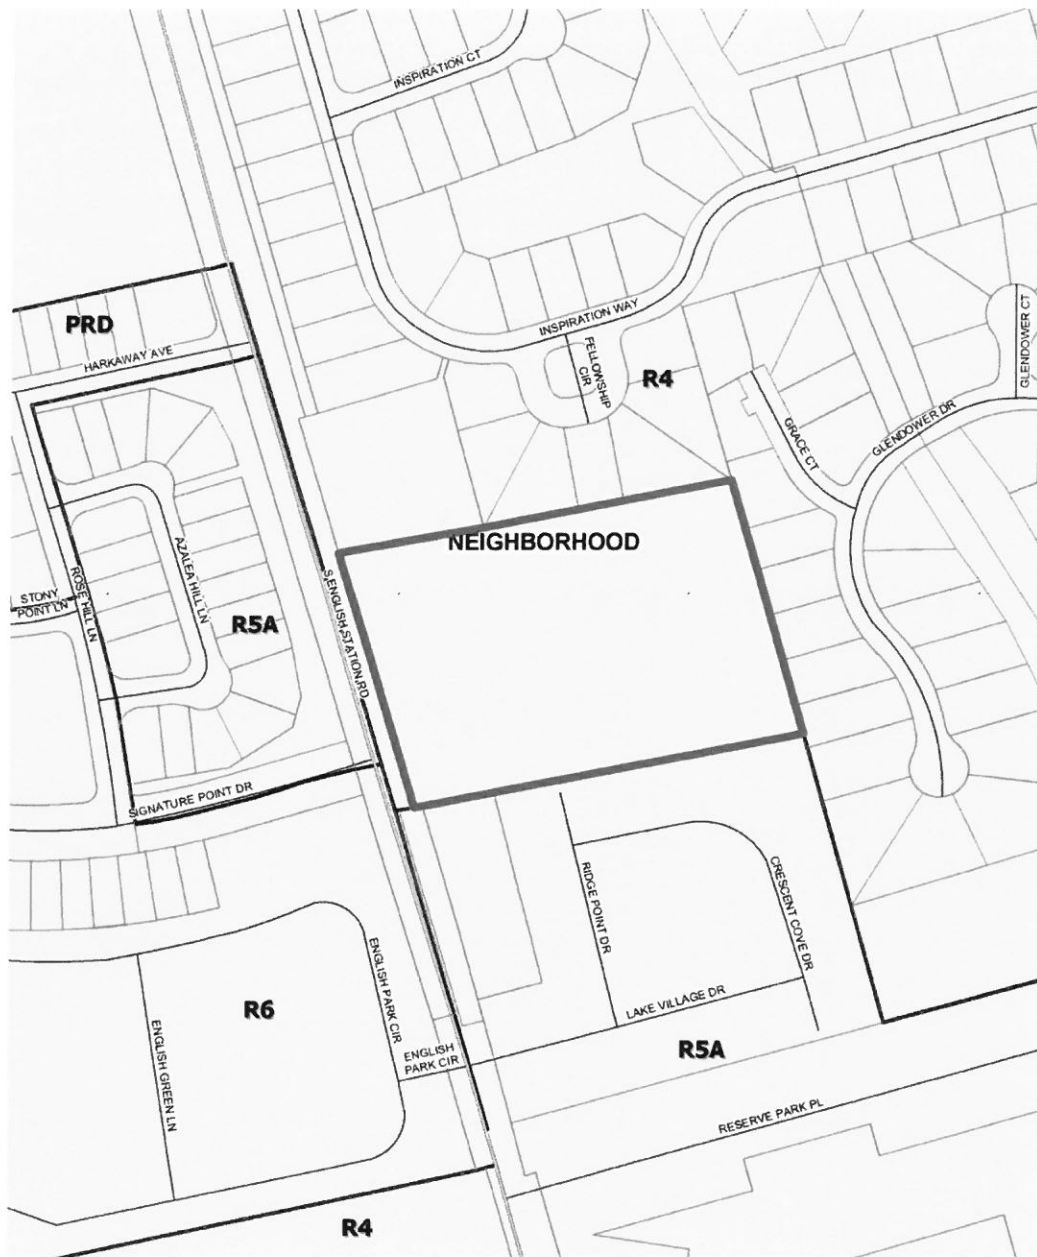 INSPIRATION CT
PRD
HARKAWAY AVE
INSPIRATION WAY
FELLOWSHIP
CIR
R4
GLENDOWER CT
GLENDOWER DR
GRACE CT
NEIGHBORHOOD
STONY
POINT LN
ROSE HILL LN
AZALEA HILL LN
R5A
S ENGLISH STATION RD
SIGNATURE POINT DR
RIDGE POINT DR
CRESCENT COVE DR
ENGLISH PARK CIR
R6
ENGLISH GREEN LN
ENGLISH
PARK CIR
LAKE VILLAGE DR
R5A
RESERVE PARK PL
R4